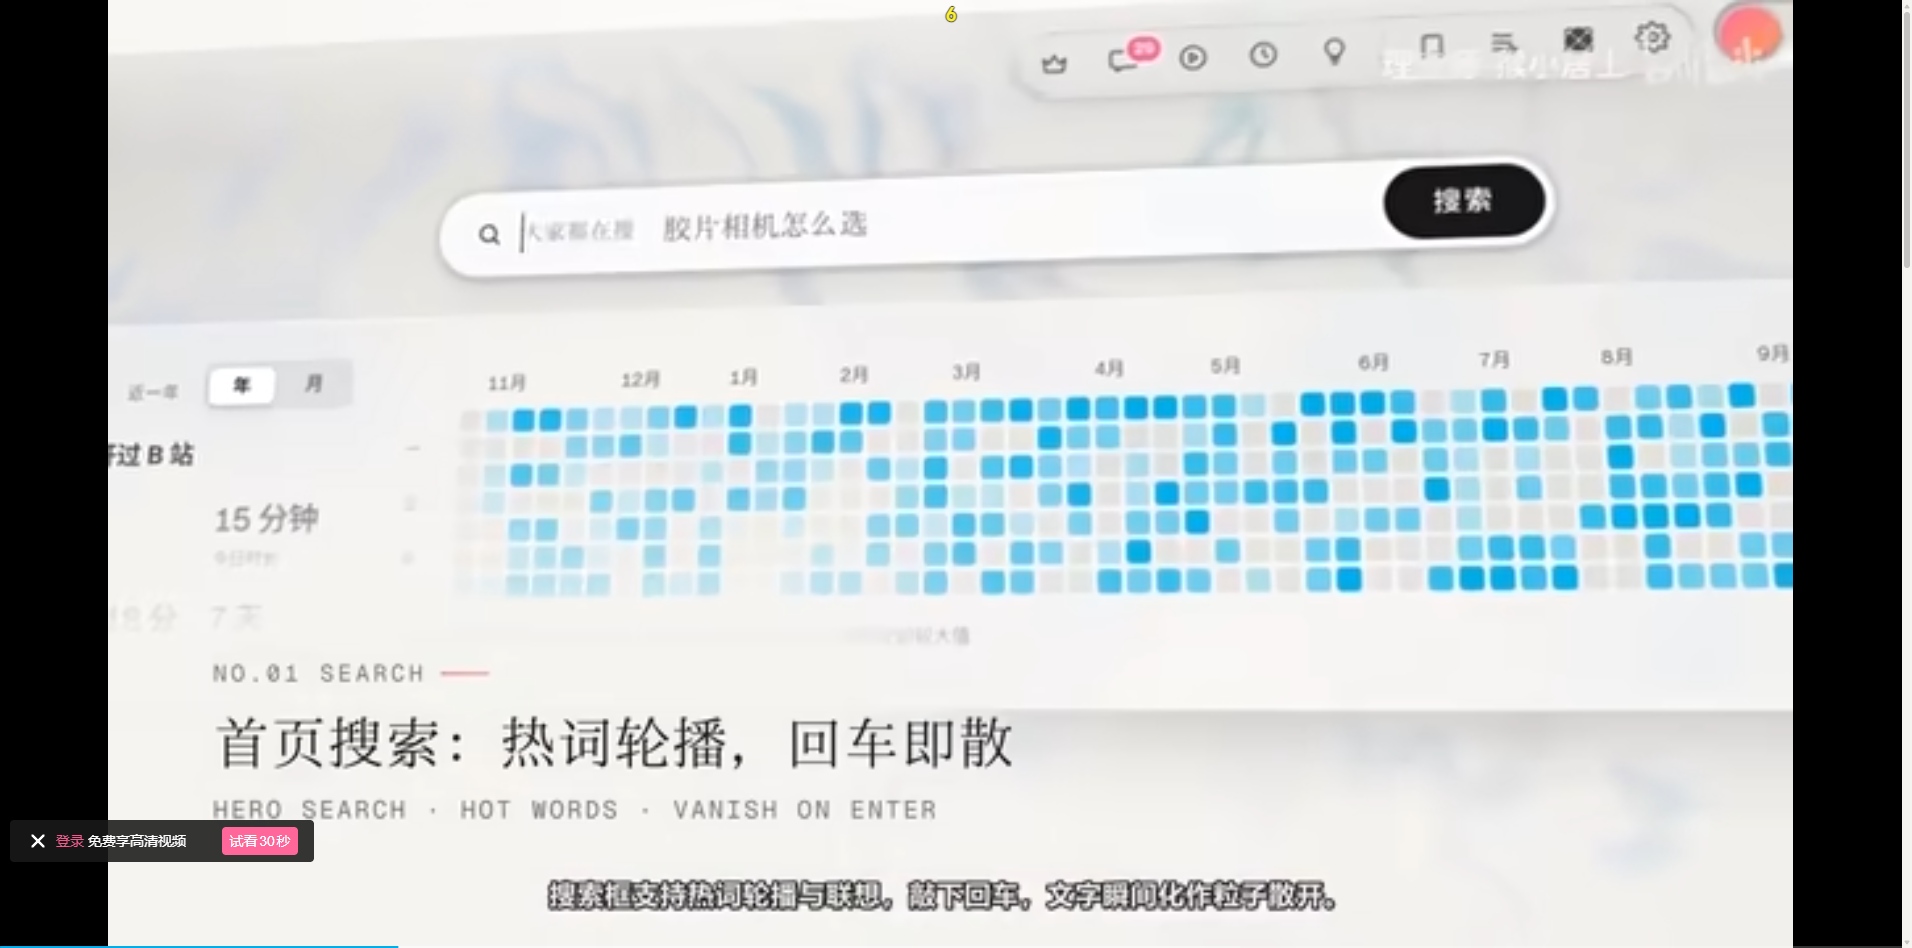 6
29
大家都在搜 胶片相机怎么选
搜索
近一年 年 月
11月 12月 1月 2月 3月 4月 5月 6月 7月 8月 9月
过 B 站
15 分钟
今日时长
7 天
NO.01 SEARCH
首页搜索：热词轮播，回车即散
HERO SEARCH · HOT WORDS · VANISH ON ENTER
登录 免费享高清视频 试看30秒
搜索框支持热词轮播与联想，敲下回车，文字瞬间化作粒子散开。